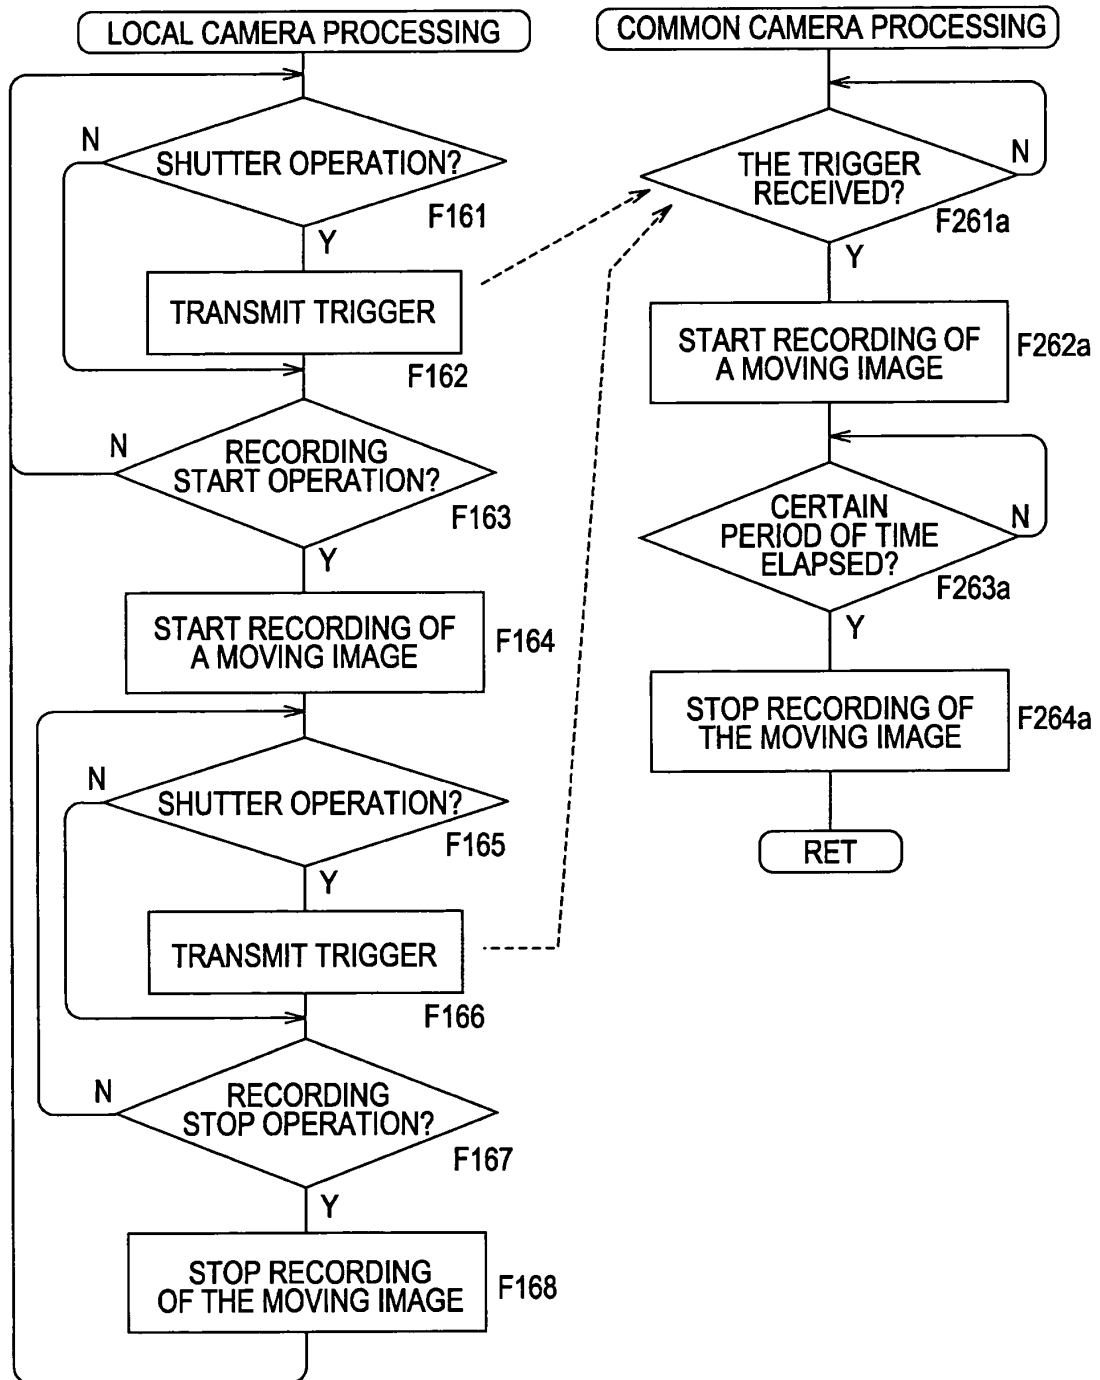 LOCAL CAMERA PROCESSING
N
SHUTTER OPERATION?
F161
Y
TRANSMIT TRIGGER
F162
N
RECORDING
START OPERATION?
F163
Y
START RECORDING OF
A MOVING IMAGE
F164
N
SHUTTER OPERATION?
F165
Y
TRANSMIT TRIGGER
F166
N
RECORDING
STOP OPERATION?
F167
Y
STOP RECORDING
OF THE MOVING IMAGE
F168
COMMON CAMERA PROCESSING
THE TRIGGER
RECEIVED?
N
F261a
Y
START RECORDING OF
A MOVING IMAGE
F262a
CERTAIN
PERIOD OF TIME
ELAPSED?
N
F263a
Y
STOP RECORDING OF
THE MOVING IMAGE
F264a
RET